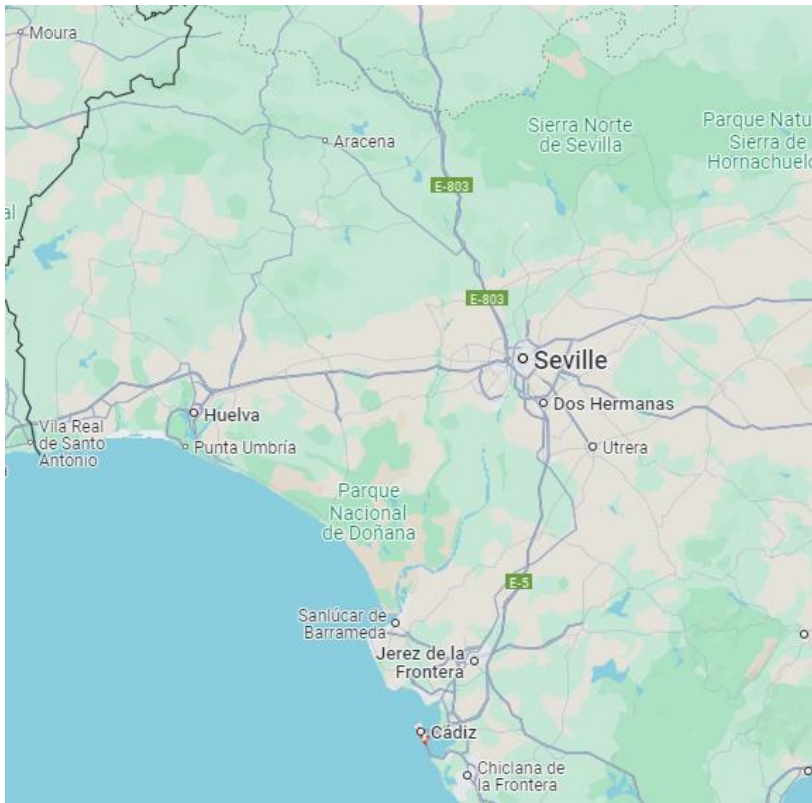 Moura
Aracena
Sierra Norte
de Sevilla
Parque Natu
Sierra de
Hornachuelo
al
E-803
E-803
Seville
Dos Hermanas
Huelva
Vila Real
de Santo
António
Punta Umbría
Utrera
Parque
Nacional
de Doñana
E-5
Sanlúcar de
Barrameda
Jerez de la
Frontera
Cádiz
Chiclana de
la Frontera